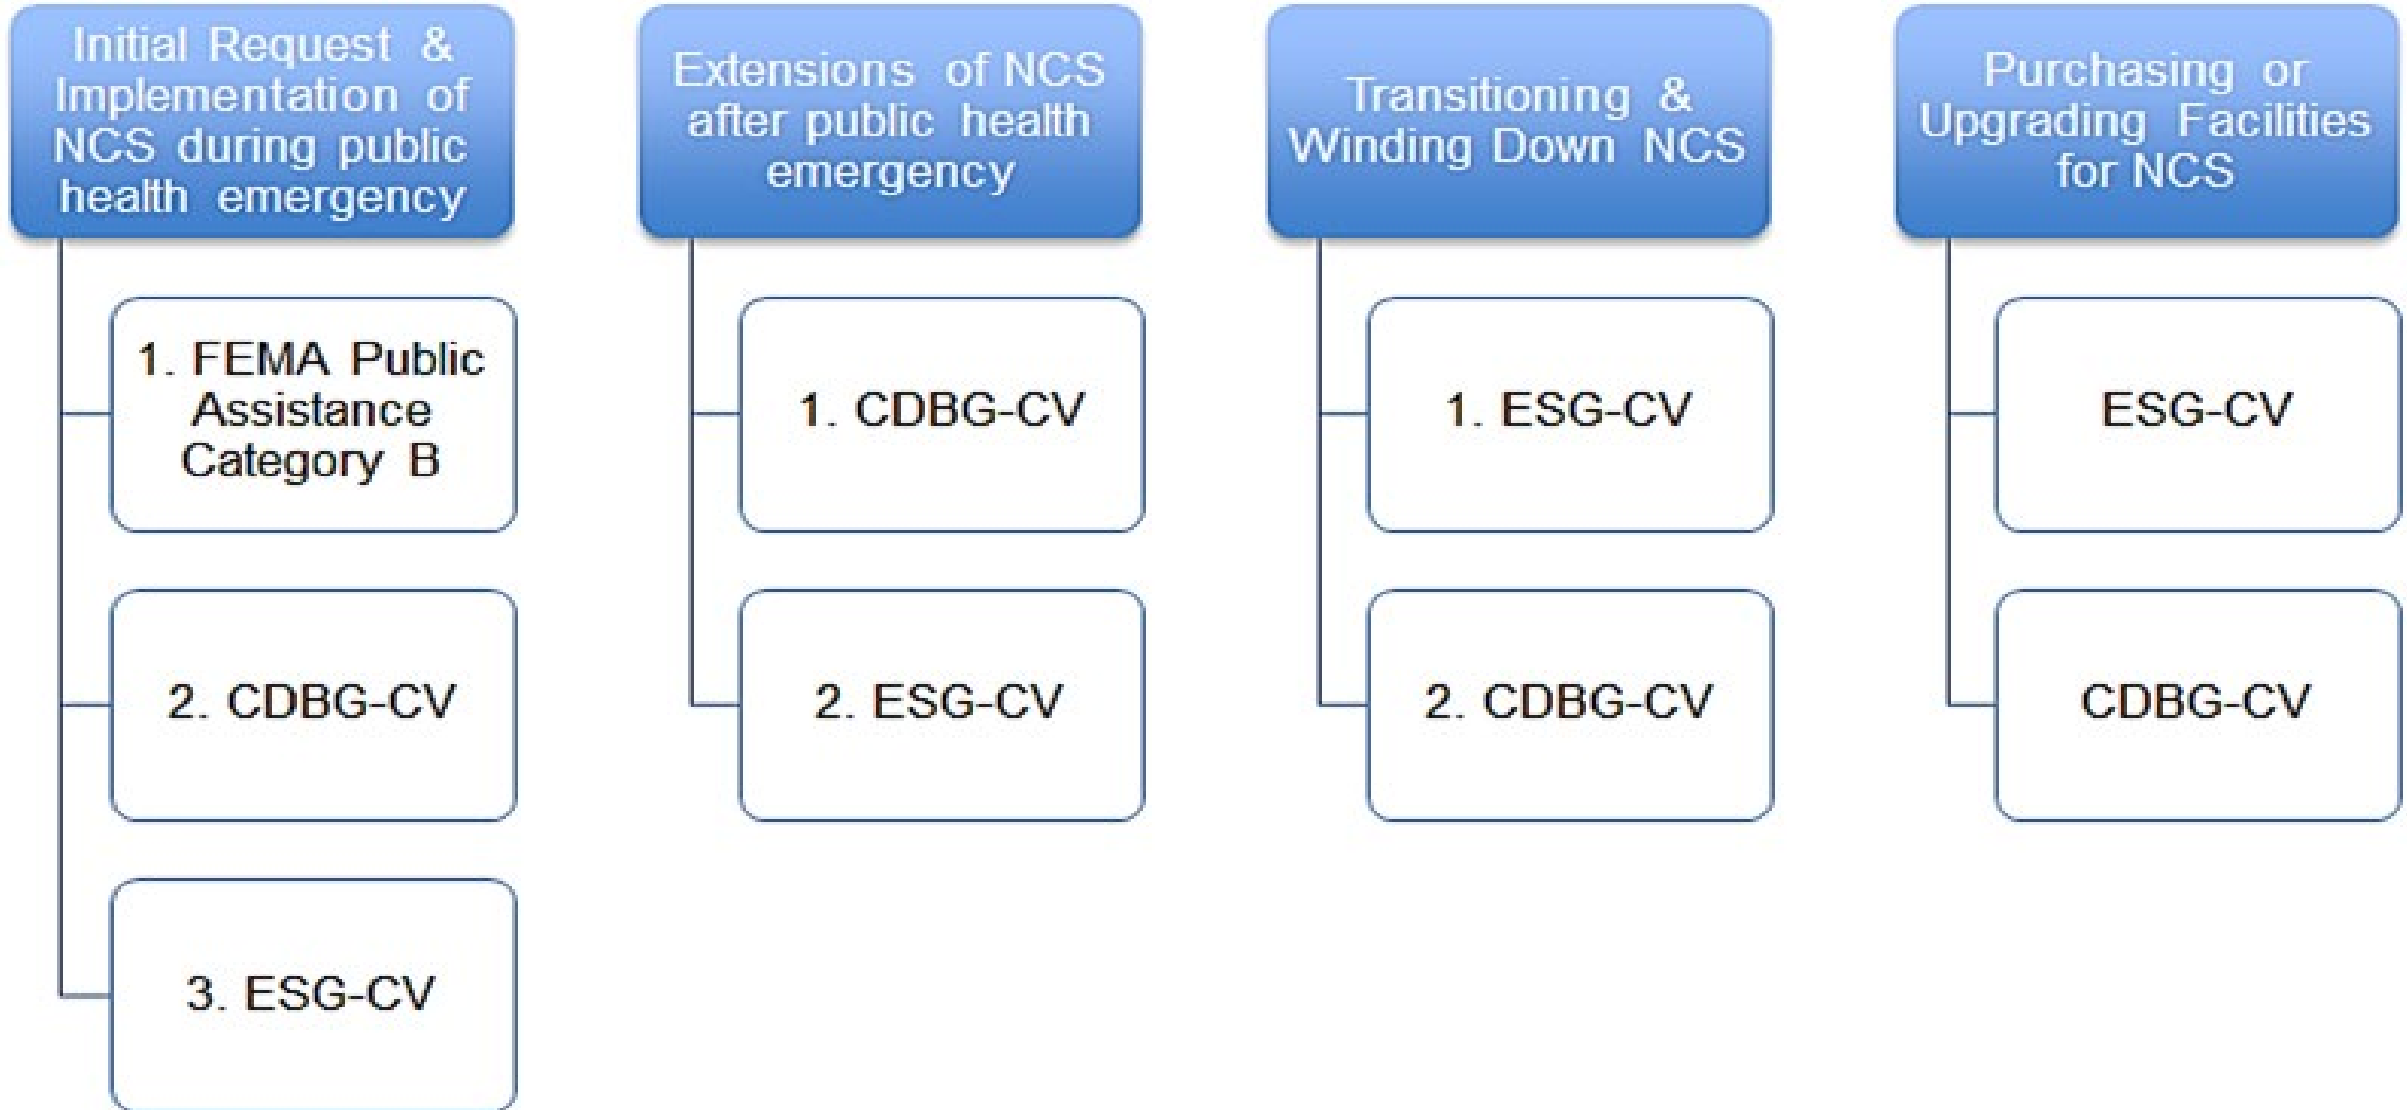 Initial Request &
Implementation of
NCS during public
health emergency
1. FEMA Public
Assistance
Category B
2. CDBG-CV
3. ESG-CV
Extensions of NCS
after public health
emergency
1. CDBG-CV
2. ESG-CV
Transitioning &
Winding Down NCS
1. ESG-CV
2. CDBG-CV
Purchasing or
Upgrading Facilities
for NCS
ESG-CV
CDBG-CV